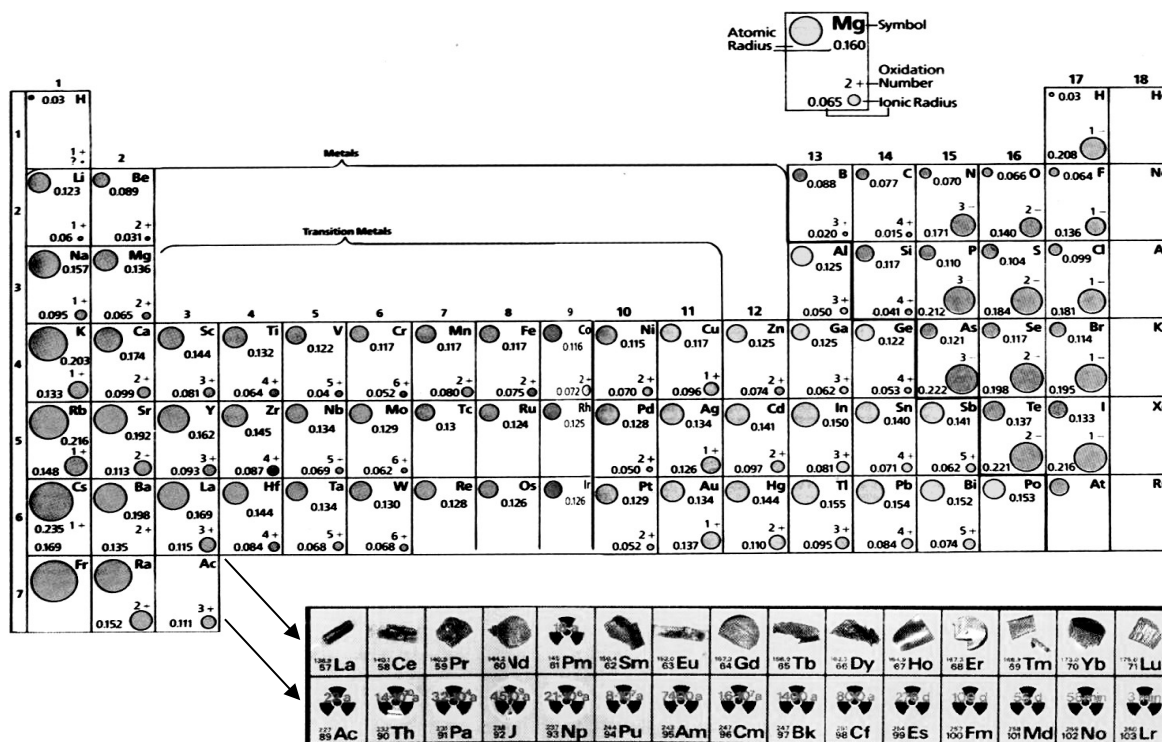 Mg Symbol
Atomic Radius 0.160
2 + Oxidation Number
0.065 Ionic Radius
1 17 18
1 0.03 H 0.03 H He
1 + 1 −
? - 0.208
2 Metals 13 14 15 16
2 Li Be B C N O F Ne
0.123 0.089 0.088 0.077 0.070 0.066 0.064
1 + 2 + 3 + 4 + 3 − 2 − 1 −
0.06 0.031 0.020 0.015 0.171 0.140 0.136
Transition Metals
3 Na Mg Al Si P S Cl
0.157 0.136 0.125 0.117 0.110 0.104 0.099
1 + 2 + 3 + 4 − 3 − 2 − 1 −
0.095 0.065 0.050 0.041 0.212 0.184 0.181
3 4 5 6 7 8 9 10 11 12
4 K Ca Sc Ti V Cr Mn Fe Co Ni Cu Zn Ga Ge As Se Br
0.203 0.174 0.144 0.132 0.122 0.117 0.117 0.117 0.116 0.115 0.117 0.125 0.125 0.122 0.121 0.117 0.114
1 + 2 + 3 + 4 + 5 + 6 + 2 + 2 + 2 − 2 + 1 + 2 + 3 + 4 − 3 − 2 − 1 −
0.133 0.099 0.081 0.064 0.04 0.052 0.080 0.075 0.072 0.070 0.096 0.074 0.062 0.053 0.222 0.198 0.195
5 Rb Sr Y Zr Nb Mo Tc Ru Rh Pd Ag Cd In Sn Sb Te I
0.216 0.192 0.162 0.145 0.134 0.129 0.13 0.124 0.125 0.128 0.134 0.141 0.150 0.140 0.141 0.137 0.133
1 + 2 − 3 + 4 + 5 − 6 + 2 + 1 + 2 + 3 + 4 − 5 + 2 − 1 −
0.148 0.113 0.093 0.087 0.069 0.062 0.050 0.126 0.097 0.081 0.071 0.062 0.221 0.216
6 Cs Ba La Hf Ta W Re Os Ir Pt Au Hg Tl Pb Bi Po At
0.235 0.198 0.169 0.144 0.134 0.130 0.128 0.126 0.126 0.129 0.134 0.144 0.155 0.154 0.152 0.153
1 + 2 + 3 + 4 + 5 + 6 + 2 + 1 + 2 + 3 + 4 − 5 +
0.169 0.135 0.115 0.084 0.068 0.068 0.052 0.137 0.110 0.095 0.084 0.074
7 Fr Ra Ac
2 + 3 +
0.152 0.111
57 La 58 Ce 59 Pr 60 Nd 61 Pm 62 Sm 63 Eu 64 Gd 65 Tb 66 Dy 67 Ho 68 Er 69 Tm 70 Yb 71 Lu
89 Ac 90 Th 91 Pa 92 93 Np 94 Pu 95 Am 96 Cm 97 Bk 98 Cf 99 Es 100 Fm 101 Md 102 No 103 Lr